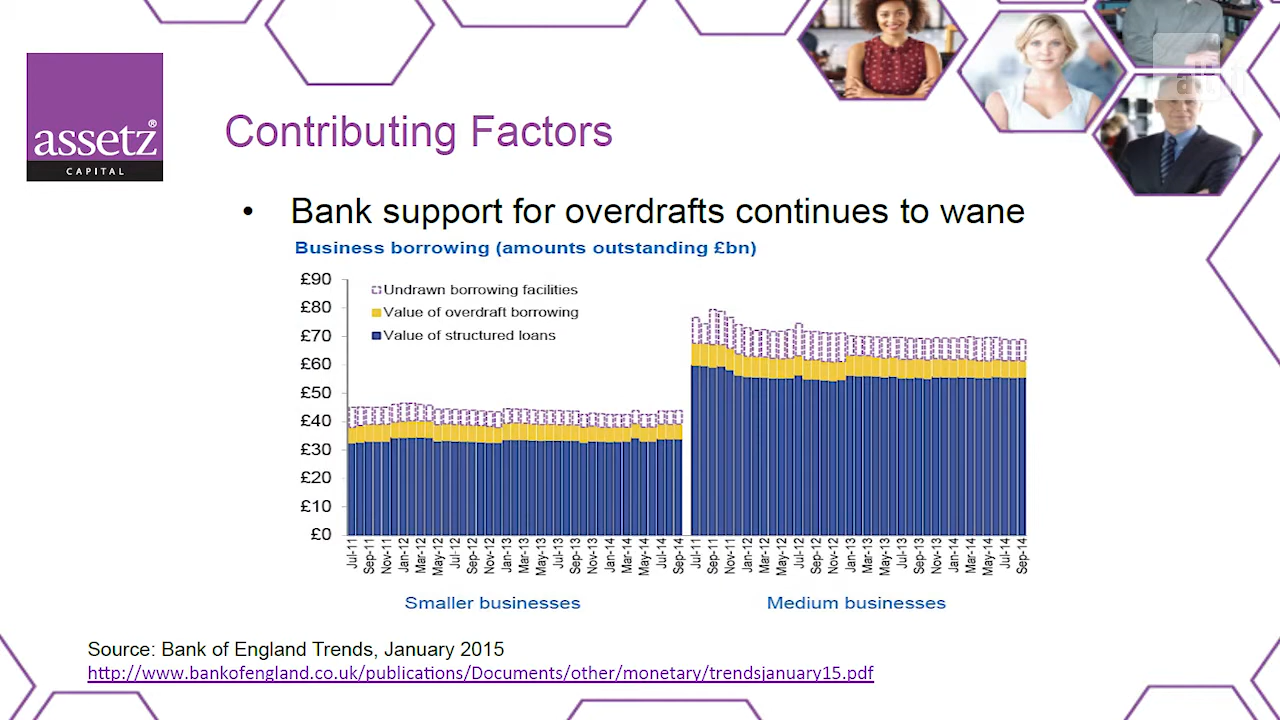 assetz®
CAPITAL
Contributing Factors
• Bank support for overdrafts continues to wane
Business borrowing (amounts outstanding £bn)
£90
£80
£70
£60
£50
£40
£30
£20
£10
£0
Undrawn borrowing facilities
Value of overdraft borrowing
Value of structured loans
Jul-11 Sep-11 Nov-11 Jan-12 Mar-12 May-12 Jul-12 Sep-12 Nov-12 Jan-13 Mar-13 May-13 Jul-13 Sep-13 Nov-13 Jan-14 Mar-14 May-14 Jul-14 Sep-14
Jul-11 Sep-11 Nov-11 Jan-12 Mar-12 May-12 Jul-12 Sep-12 Nov-12 Jan-13 Mar-13 May-13 Jul-13 Sep-13 Nov-13 Jan-14 Mar-14 May-14 Jul-14 Sep-14
Smaller businesses
Medium businesses
Source: Bank of England Trends, January 2015
http://www.bankofengland.co.uk/publications/Documents/other/monetary/trendsjanuary15.pdf